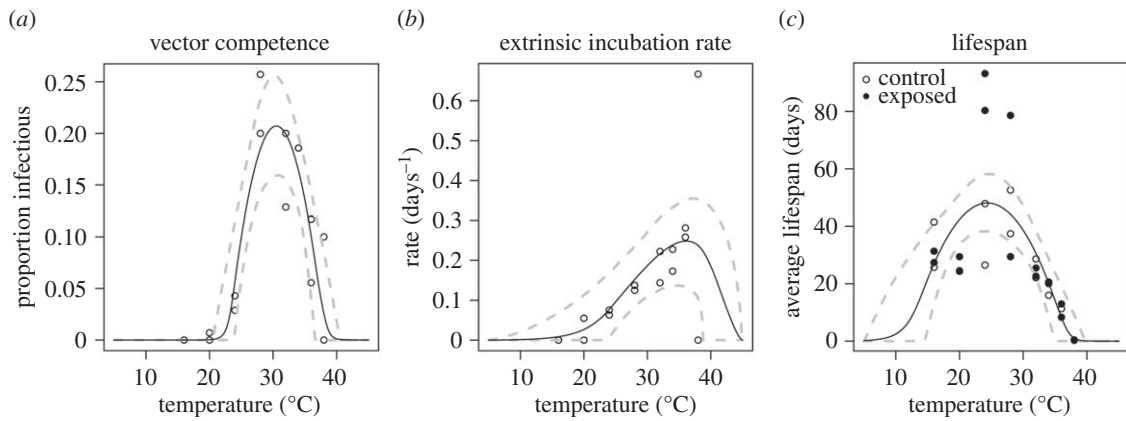 (a)
vector competence
proportion infectious
0.25
0.20
0.15
0.10
0.05
0
10 20 30 40
temperature (°C)
(b)
extrinsic incubation rate
rate (days⁻¹)
0.6
0.5
0.4
0.3
0.2
0.1
0
10 20 30 40
temperature (°C)
(c)
lifespan
average lifespan (days)
control
exposed
80
60
40
20
0
10 20 30 40
temperature (°C)